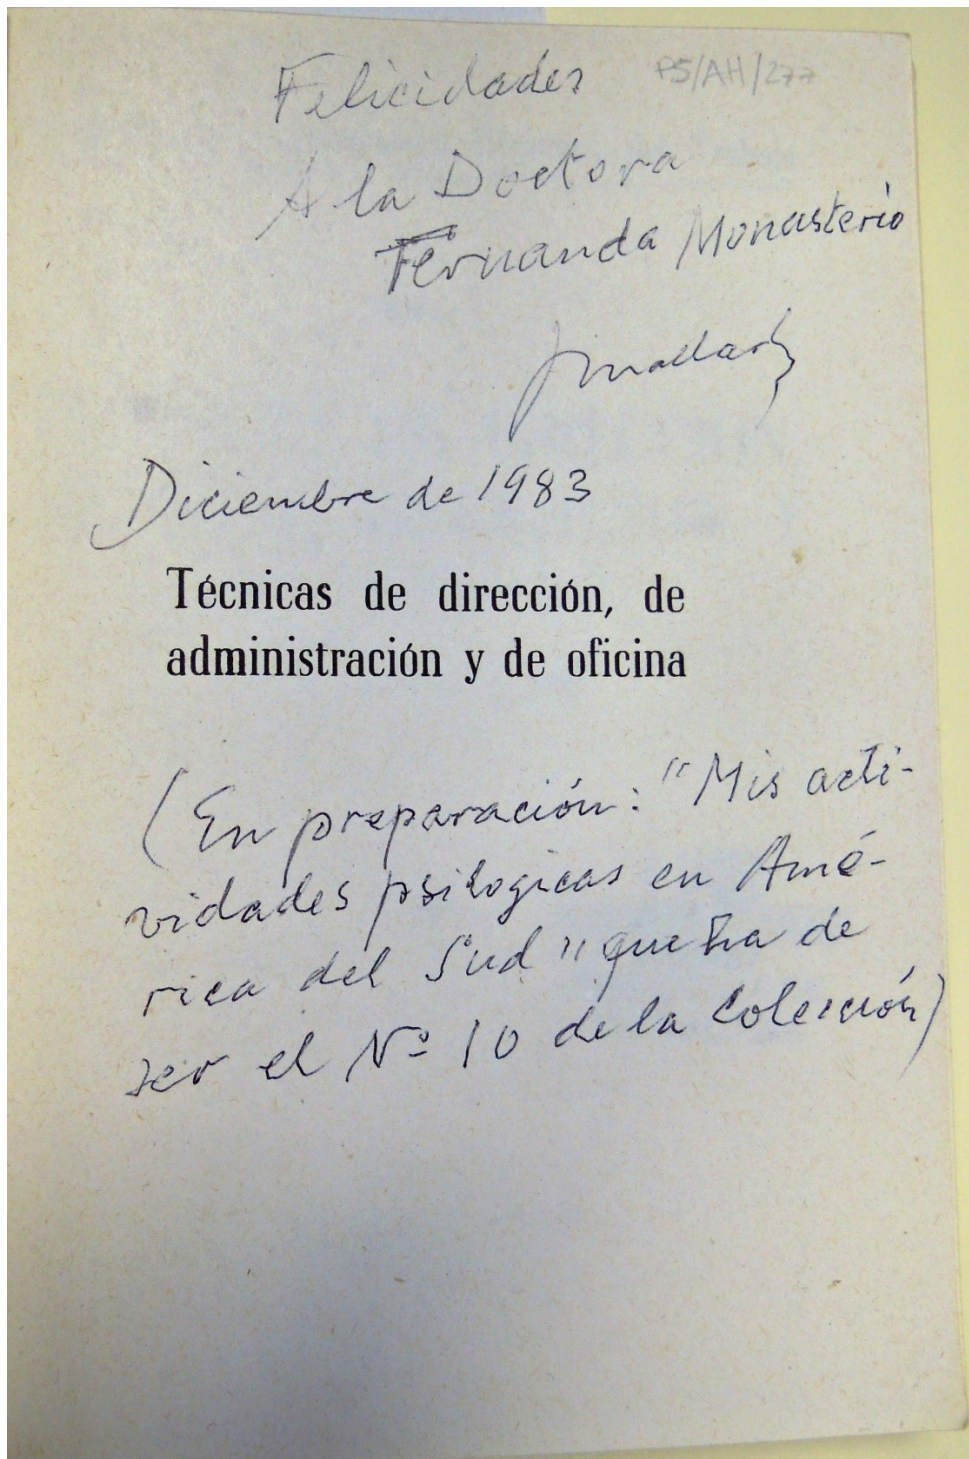 Felicidades PS/AH/277
A la Doctora
Fernanda Monasterio
Diciembre de 1983
Técnicas de dirección, de
administración y de oficina
(En preparación: "Mis acti-
vidades psilogicas en Amé-
rica del Sud" que ha de
ser el Nº 10 de la Colección)